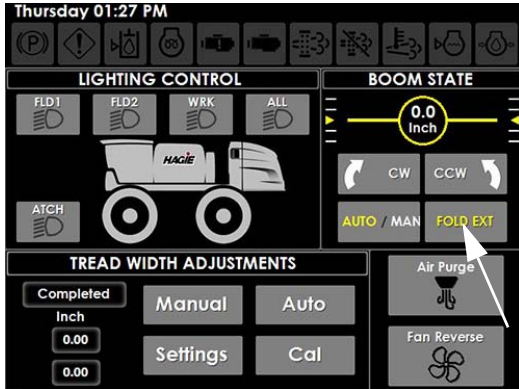 Thursday 01:27 PM
(P)
LIGHTING CONTROL
FLD1 FLD2 WRK ALL
HAGIE
ATCH
BOOM STATE
0.0
Inch
CW CCW
AUTO / MAN FOLD EXT
TREAD WIDTH ADJUSTMENTS
Completed
Inch
0.00
0.00
Manual Auto
Settings Cal
Air Purge
Fan Reverse